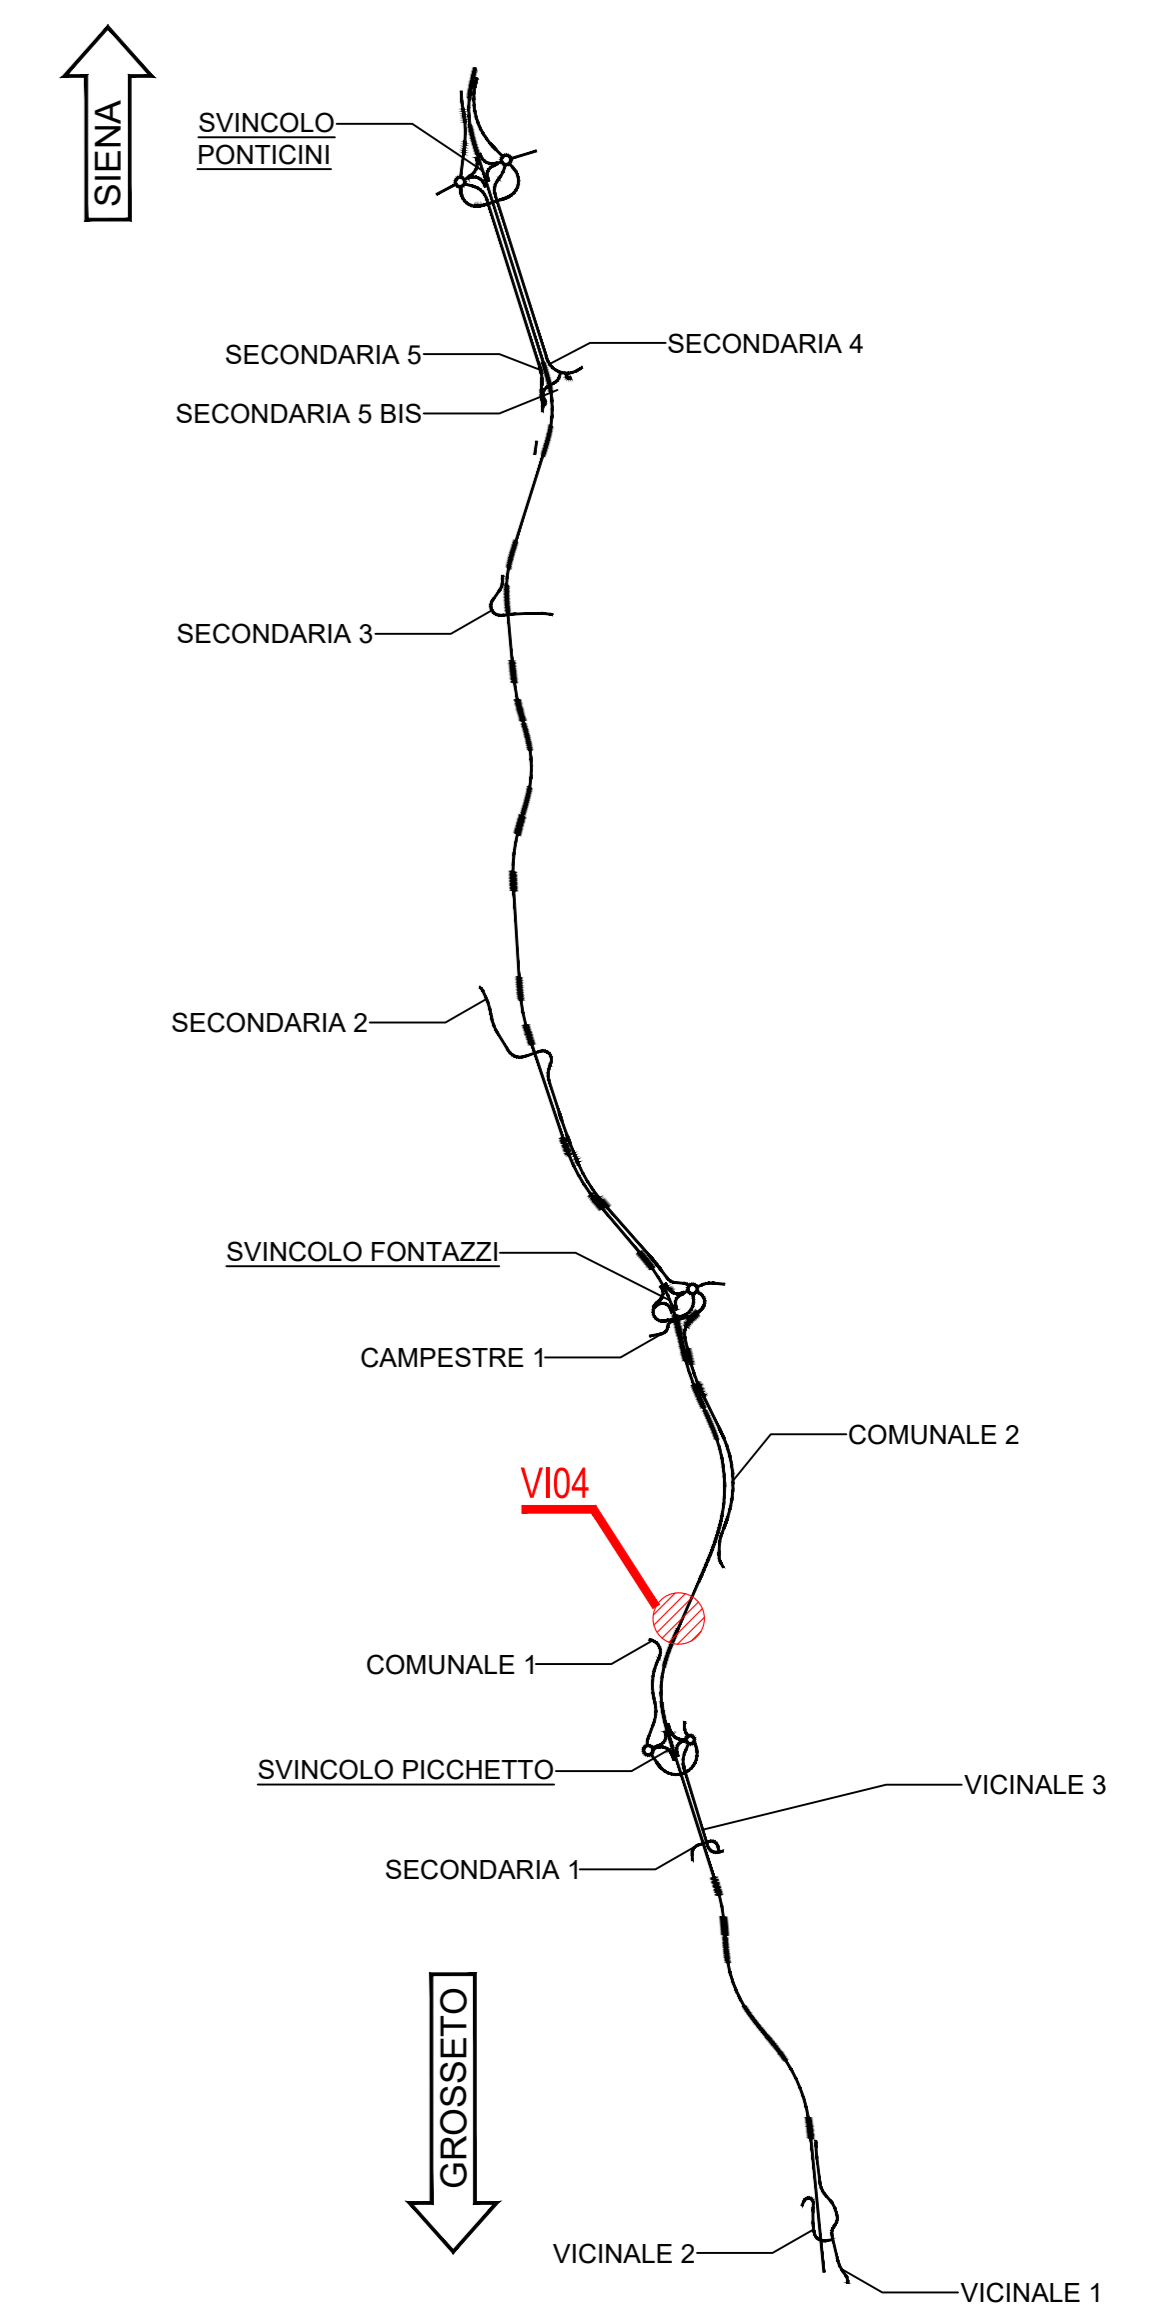 SIENA
SVINCOLO
PONTICINI
SECONDARIA 4
SECONDARIA 5
SECONDARIA 5 BIS
SECONDARIA 3
SECONDARIA 2
SVINCOLO FONTAZZI
CAMPESTRE 1
COMUNALE 2
VI04
COMUNALE 1
SVINCOLO PICCHETTO
VICINALE 3
SECONDARIA 1
GROSSETO
VICINALE 2
VICINALE 1